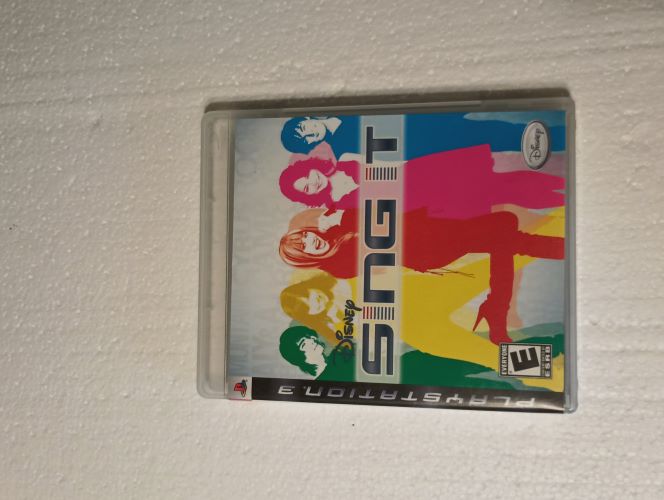 PLAYSTATION 3
Disney
SING IT
EVERYONE
E
ESRB
Disney